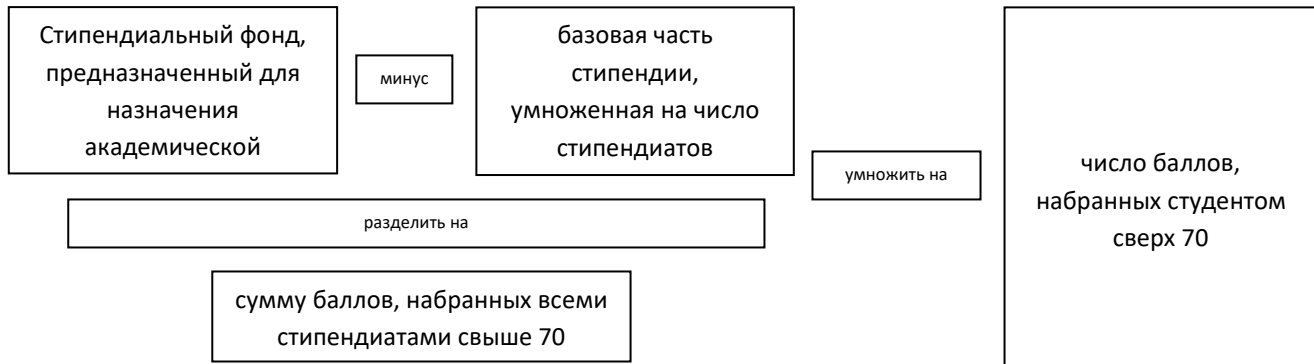 Стипендиальный фонд,
предназначенный для
назначения
академической
минус
базовая часть
стипендии,
умноженная на число
стипендиатов
разделить на
сумму баллов, набранных всеми
стипендиатами свыше 70
умножить на
число баллов,
набранных студентом
сверх 70